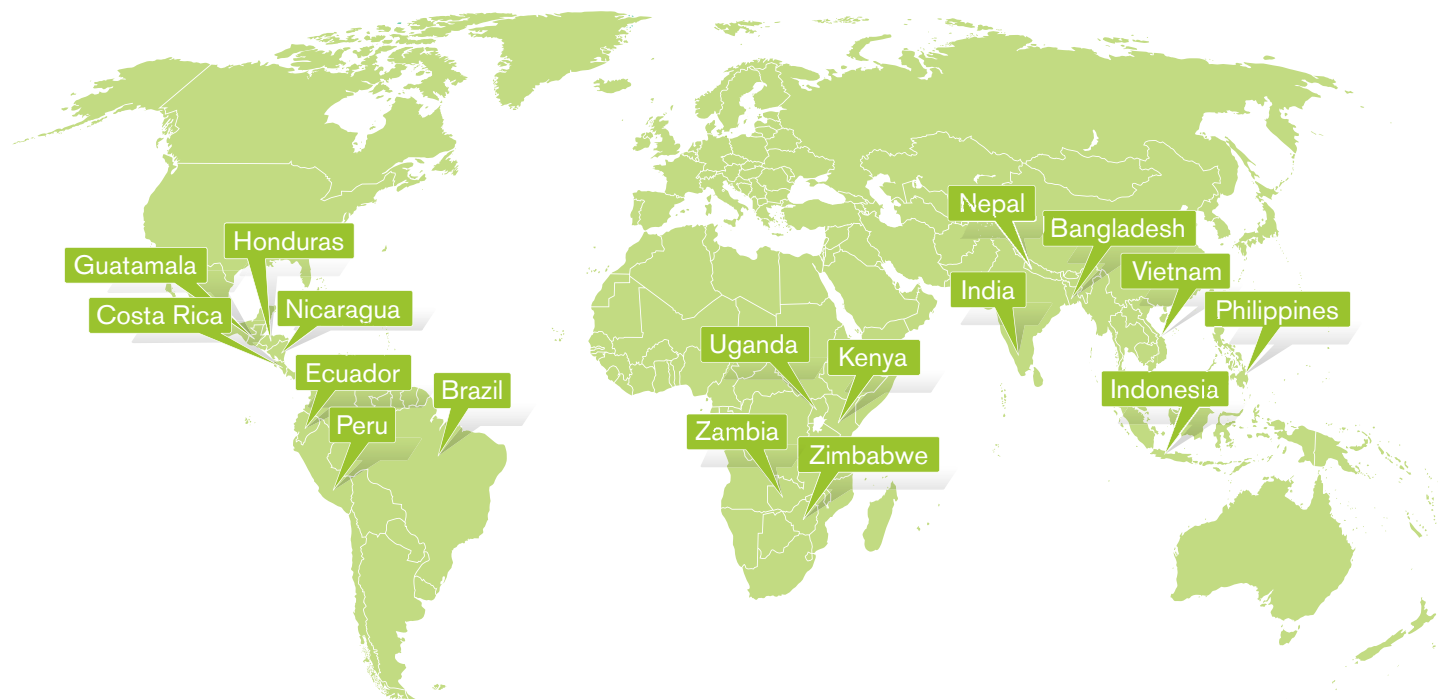 Honduras
Guatamala
Costa Rica
Nicaragua
Ecuador
Brazil
Peru
Uganda
Kenya
Zambia
Zimbabwe
Nepal
Bangladesh
India
Vietnam
Philippines
Indonesia